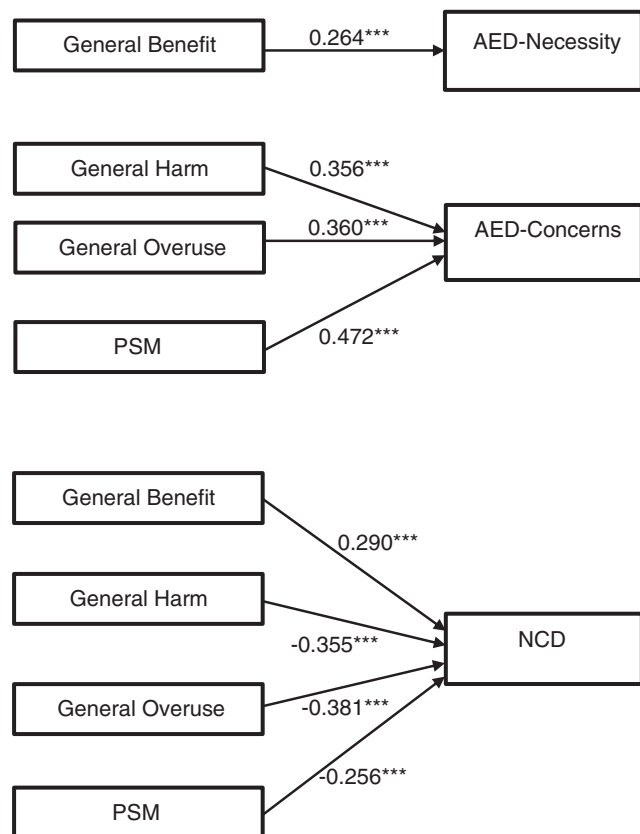 General Benefit
0.264***
AED-Necessity
General Harm
0.356***
General Overuse
0.360***
AED-Concerns
PSM
0.472***
General Benefit
0.290***
General Harm
-0.355***
NCD
General Overuse
-0.381***
PSM
-0.256***